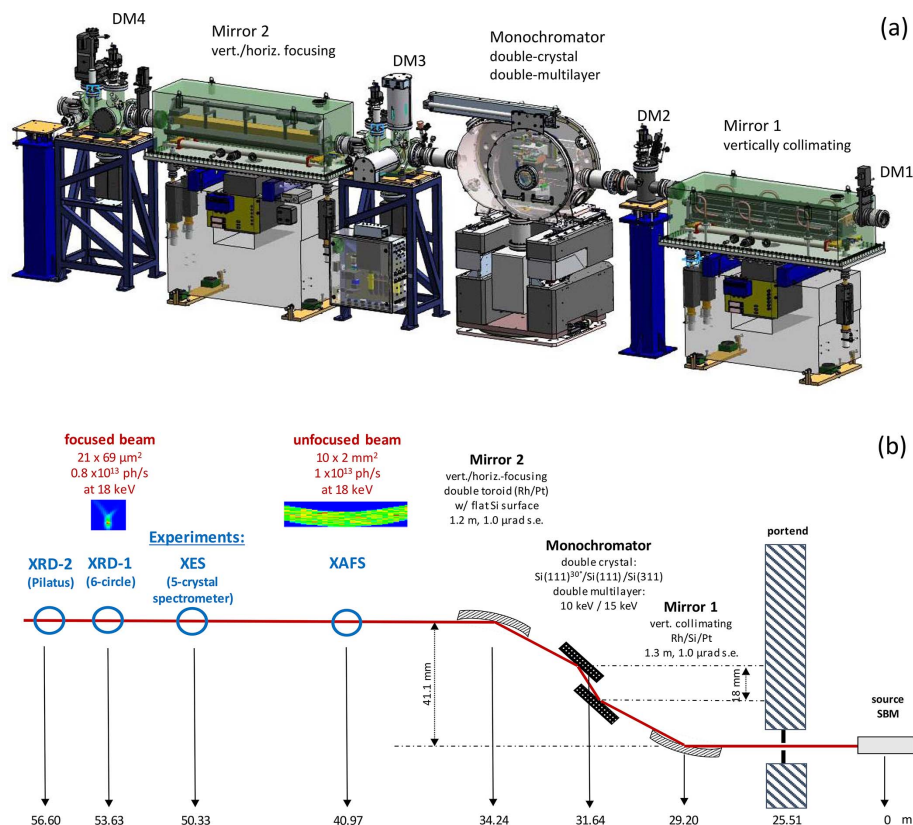 (a)
DM4
Mirror 2
vert./horiz. focusing
DM3
Monochromator
double-crystal
double-multilayer
DM2
Mirror 1
vertically collimating
DM1
(b)
focused beam
21 x 69 µm²
0.8 x10¹³ ph/s
at 18 keV
unfocused beam
10 x 2 mm²
1 x10¹³ ph/s
at 18 keV
Mirror 2
vert./horiz.-focusing
double toroid (Rh/Pt)
w/ flat Si surface
1.2 m, 1.0 µrad s.e.
Experiments:
XRD-2
(Pilatus)
XRD-1
(6-circle)
XES
(5-crystal
spectrometer)
XAFS
Monochromator
double crystal:
Si(111)³⁰°/Si(111)/Si(311)
double multilayer:
10 keV / 15 keV
Mirror 1
vert. collimating
Rh/Si/Pt
1.3 m, 1.0 µrad s.e.
portend
41.1 mm
18 mm
source
SBM
56.60
53.63
50.33
40.97
34.24
31.64
29.20
25.51
0 m